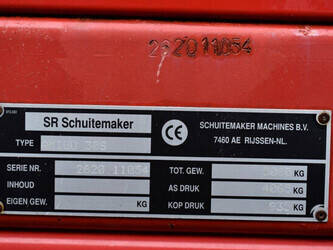 262011054
SR Schuitemaker
SCHUITEMAKER MACHINES B.V.
7460 AE RIJSSEN-NL.
TYPE
SERIE NR. 2620 11054
INHOUD
EIGEN GEW. KG
TOT. GEW. KG
AS DRUK KG
KOP DRUK KG